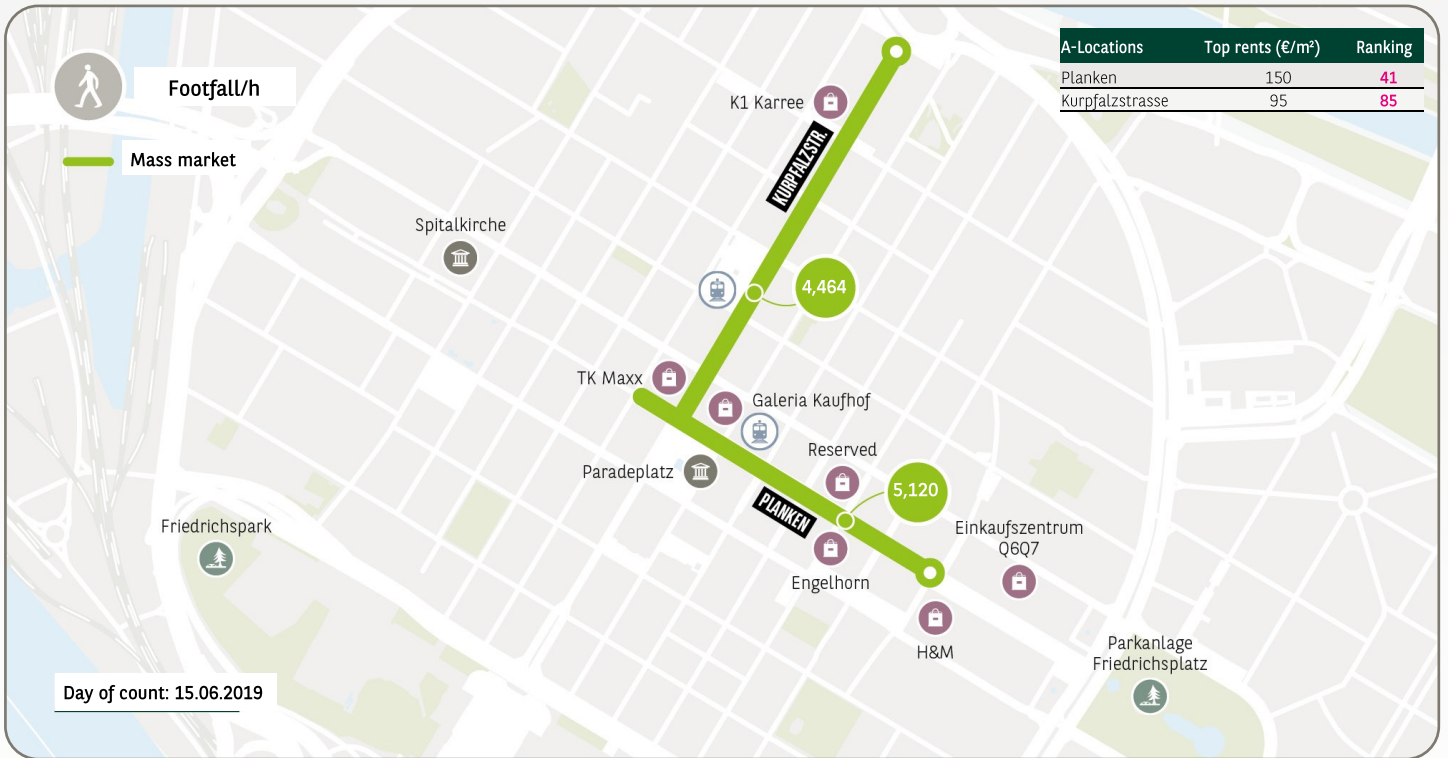 Footfall/h
Mass market
A-Locations Top rents (€/m²) Ranking
Planken 150 41
Kurpfalzstrasse 95 85
K1 Karree
KURPFALZSTR.
Spitalkirche
4,464
TK Maxx
Galeria Kaufhof
Reserved
Paradeplatz
5,120
PLANKEN
Einkaufszentrum
Q6Q7
Friedrichspark
Engelhorn
H&M
Parkanlage
Friedrichsplatz
Day of count: 15.06.2019